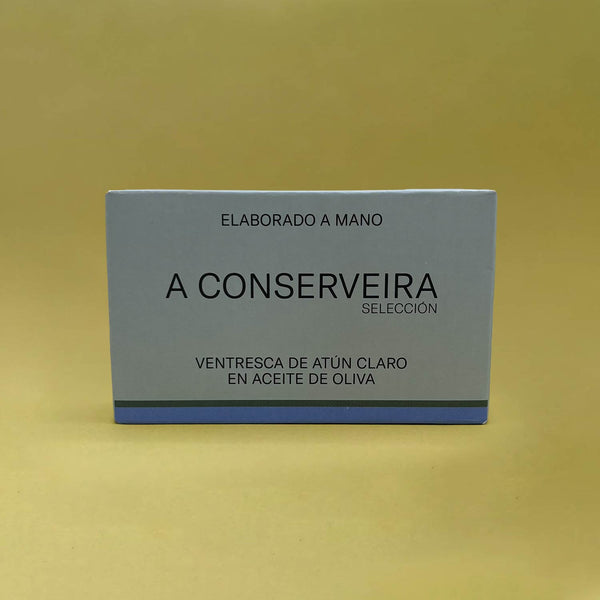 ELABORADO A MANO
A CONSERVEIRA
SELECCIÓN
VENTRESCA DE ATÚN CLARO
EN ACEITE DE OLIVA